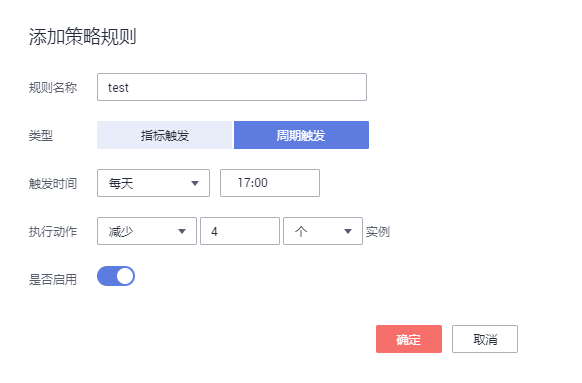 添加策略规则
规则名称 test
类型 指标触发 周期触发
触发时间 每天 17:00
执行动作 减少 4 个 实例
是否启用
确定 取消